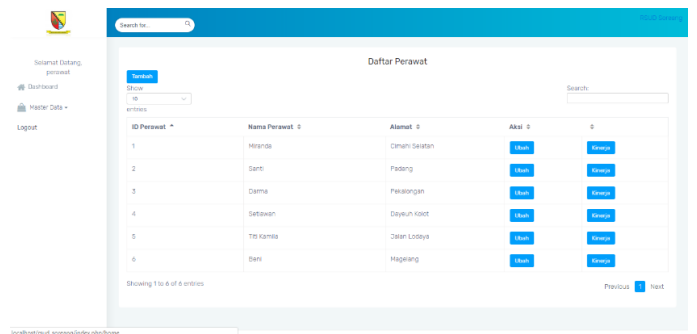 Search for...
RSUD Soreang
Selamat Datang,
perawat
Dashboard
Master Data
Logout
Daftar Perawat
Tambah
Show
10
entries
Search:
ID Perawat Nama Perawat Alamat Aksi
1 Miranda Cimahi Selatan Ubah Kinerja
2 Santi Padang Ubah Kinerja
3 Darma Pekalongan Ubah Kinerja
4 Setiawan Dayeuh Kolot Ubah Kinerja
5 Titi Kamila Jalan Lodaya Ubah Kinerja
6 Beni Magelang Ubah Kinerja
Showing 1 to 6 of 6 entries
Previous 1 Next